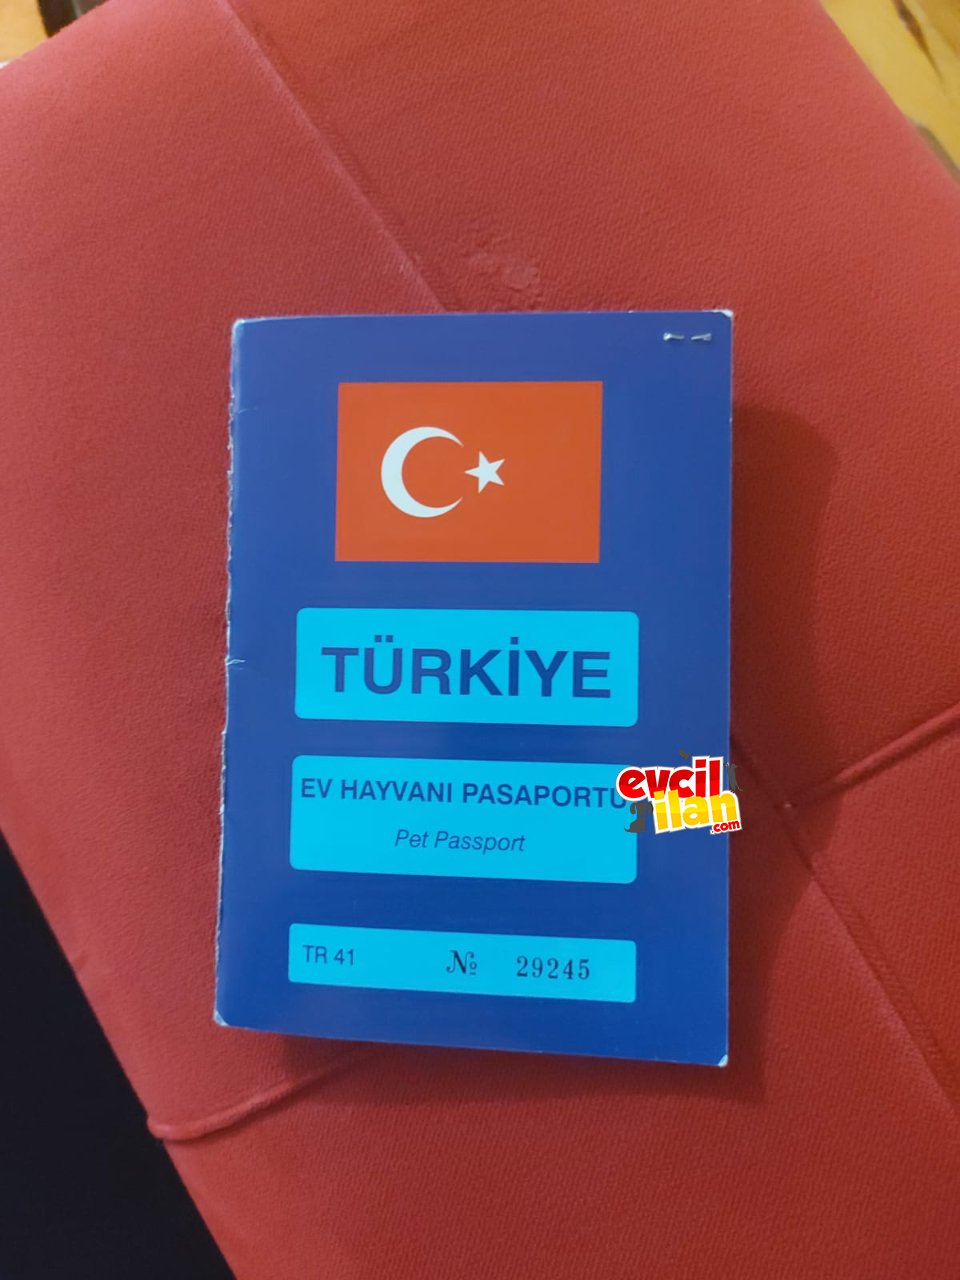 TÜRKİYE
EV HAYVANI PASAPORTU
Pet Passport
TR 41 № 29245
evcil
ilan
.com